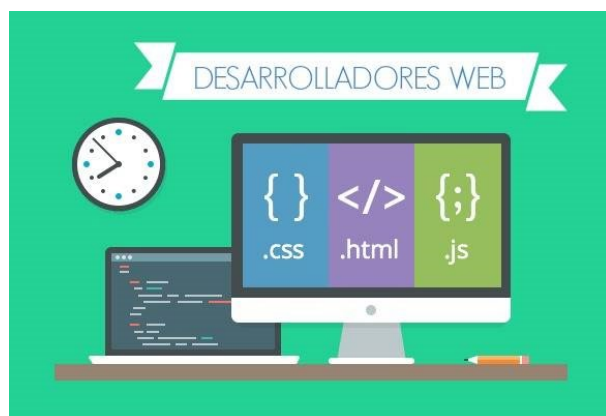 DESARROLLADORES WEB
{ } </> {;}
.css .html .js